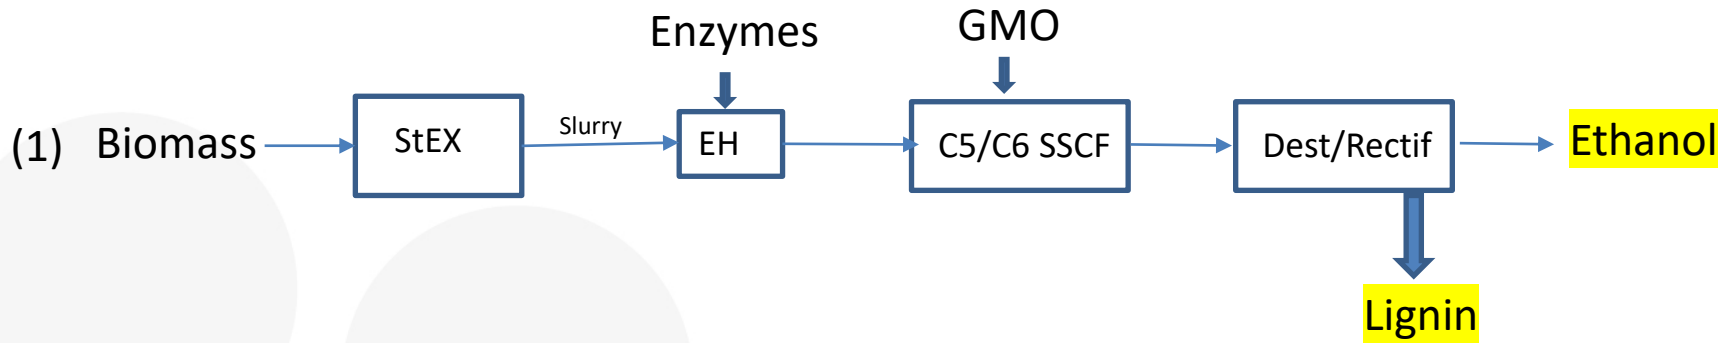 Enzymes
GMO
(1) Biomass
StEX
Slurry
EH
C5/C6 SSCF
Dest/Rectif
Ethanol
Lignin